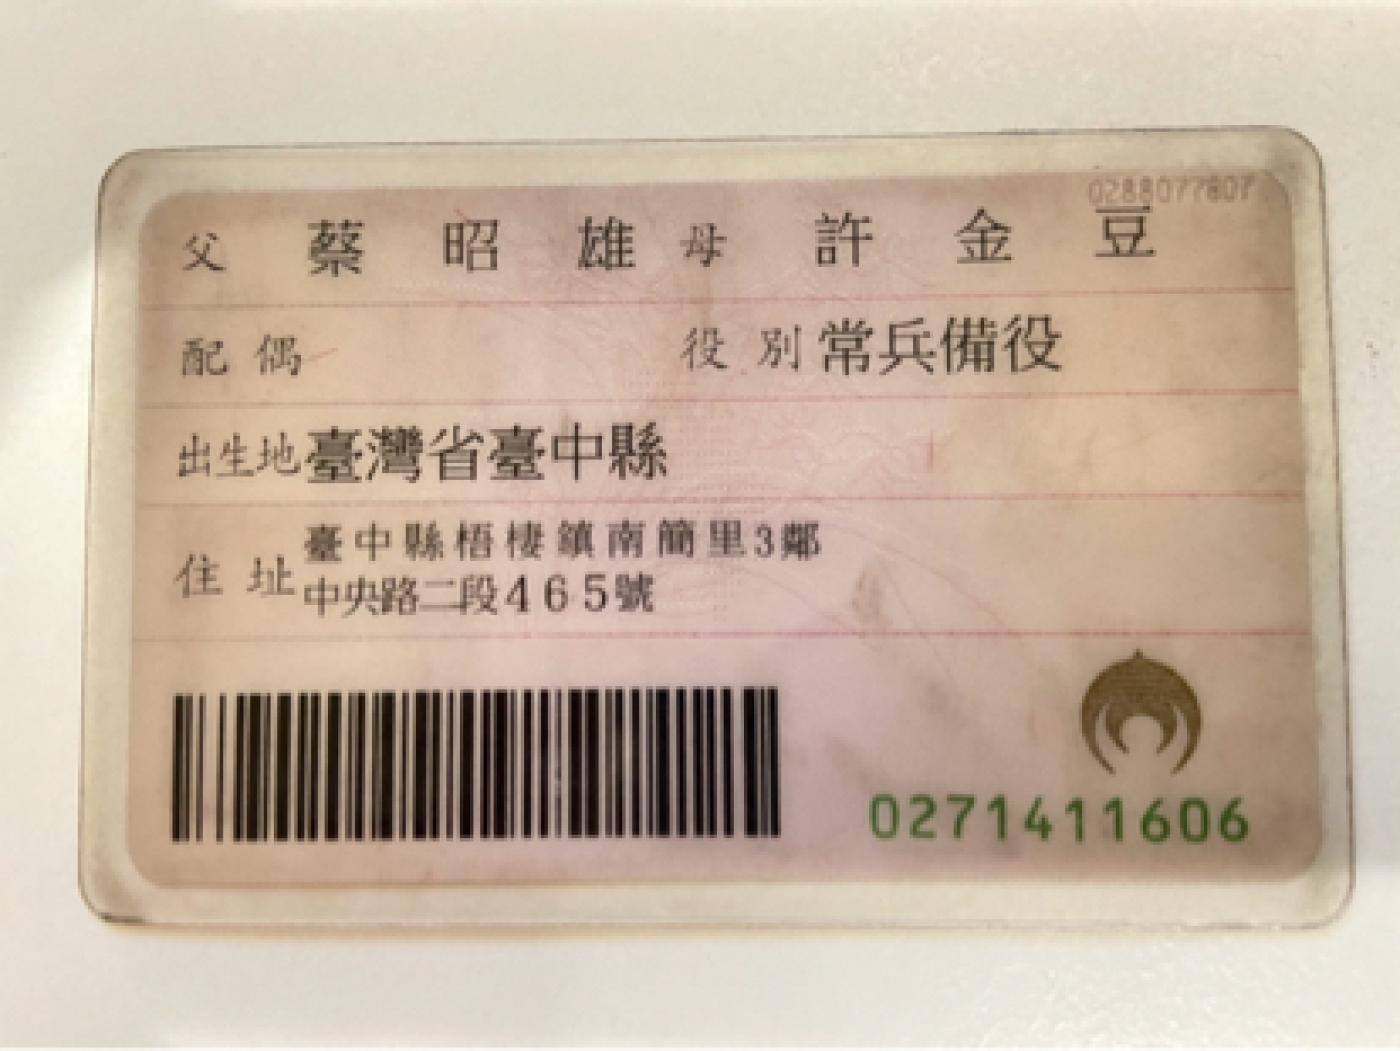 0288077807
父 蔡昭雄 母 許金豆
配偶 役別 常兵備役
出生地 臺灣省臺中縣
住址 臺中縣梧棲鎮南簡里3鄰
中央路二段465號
0271411606